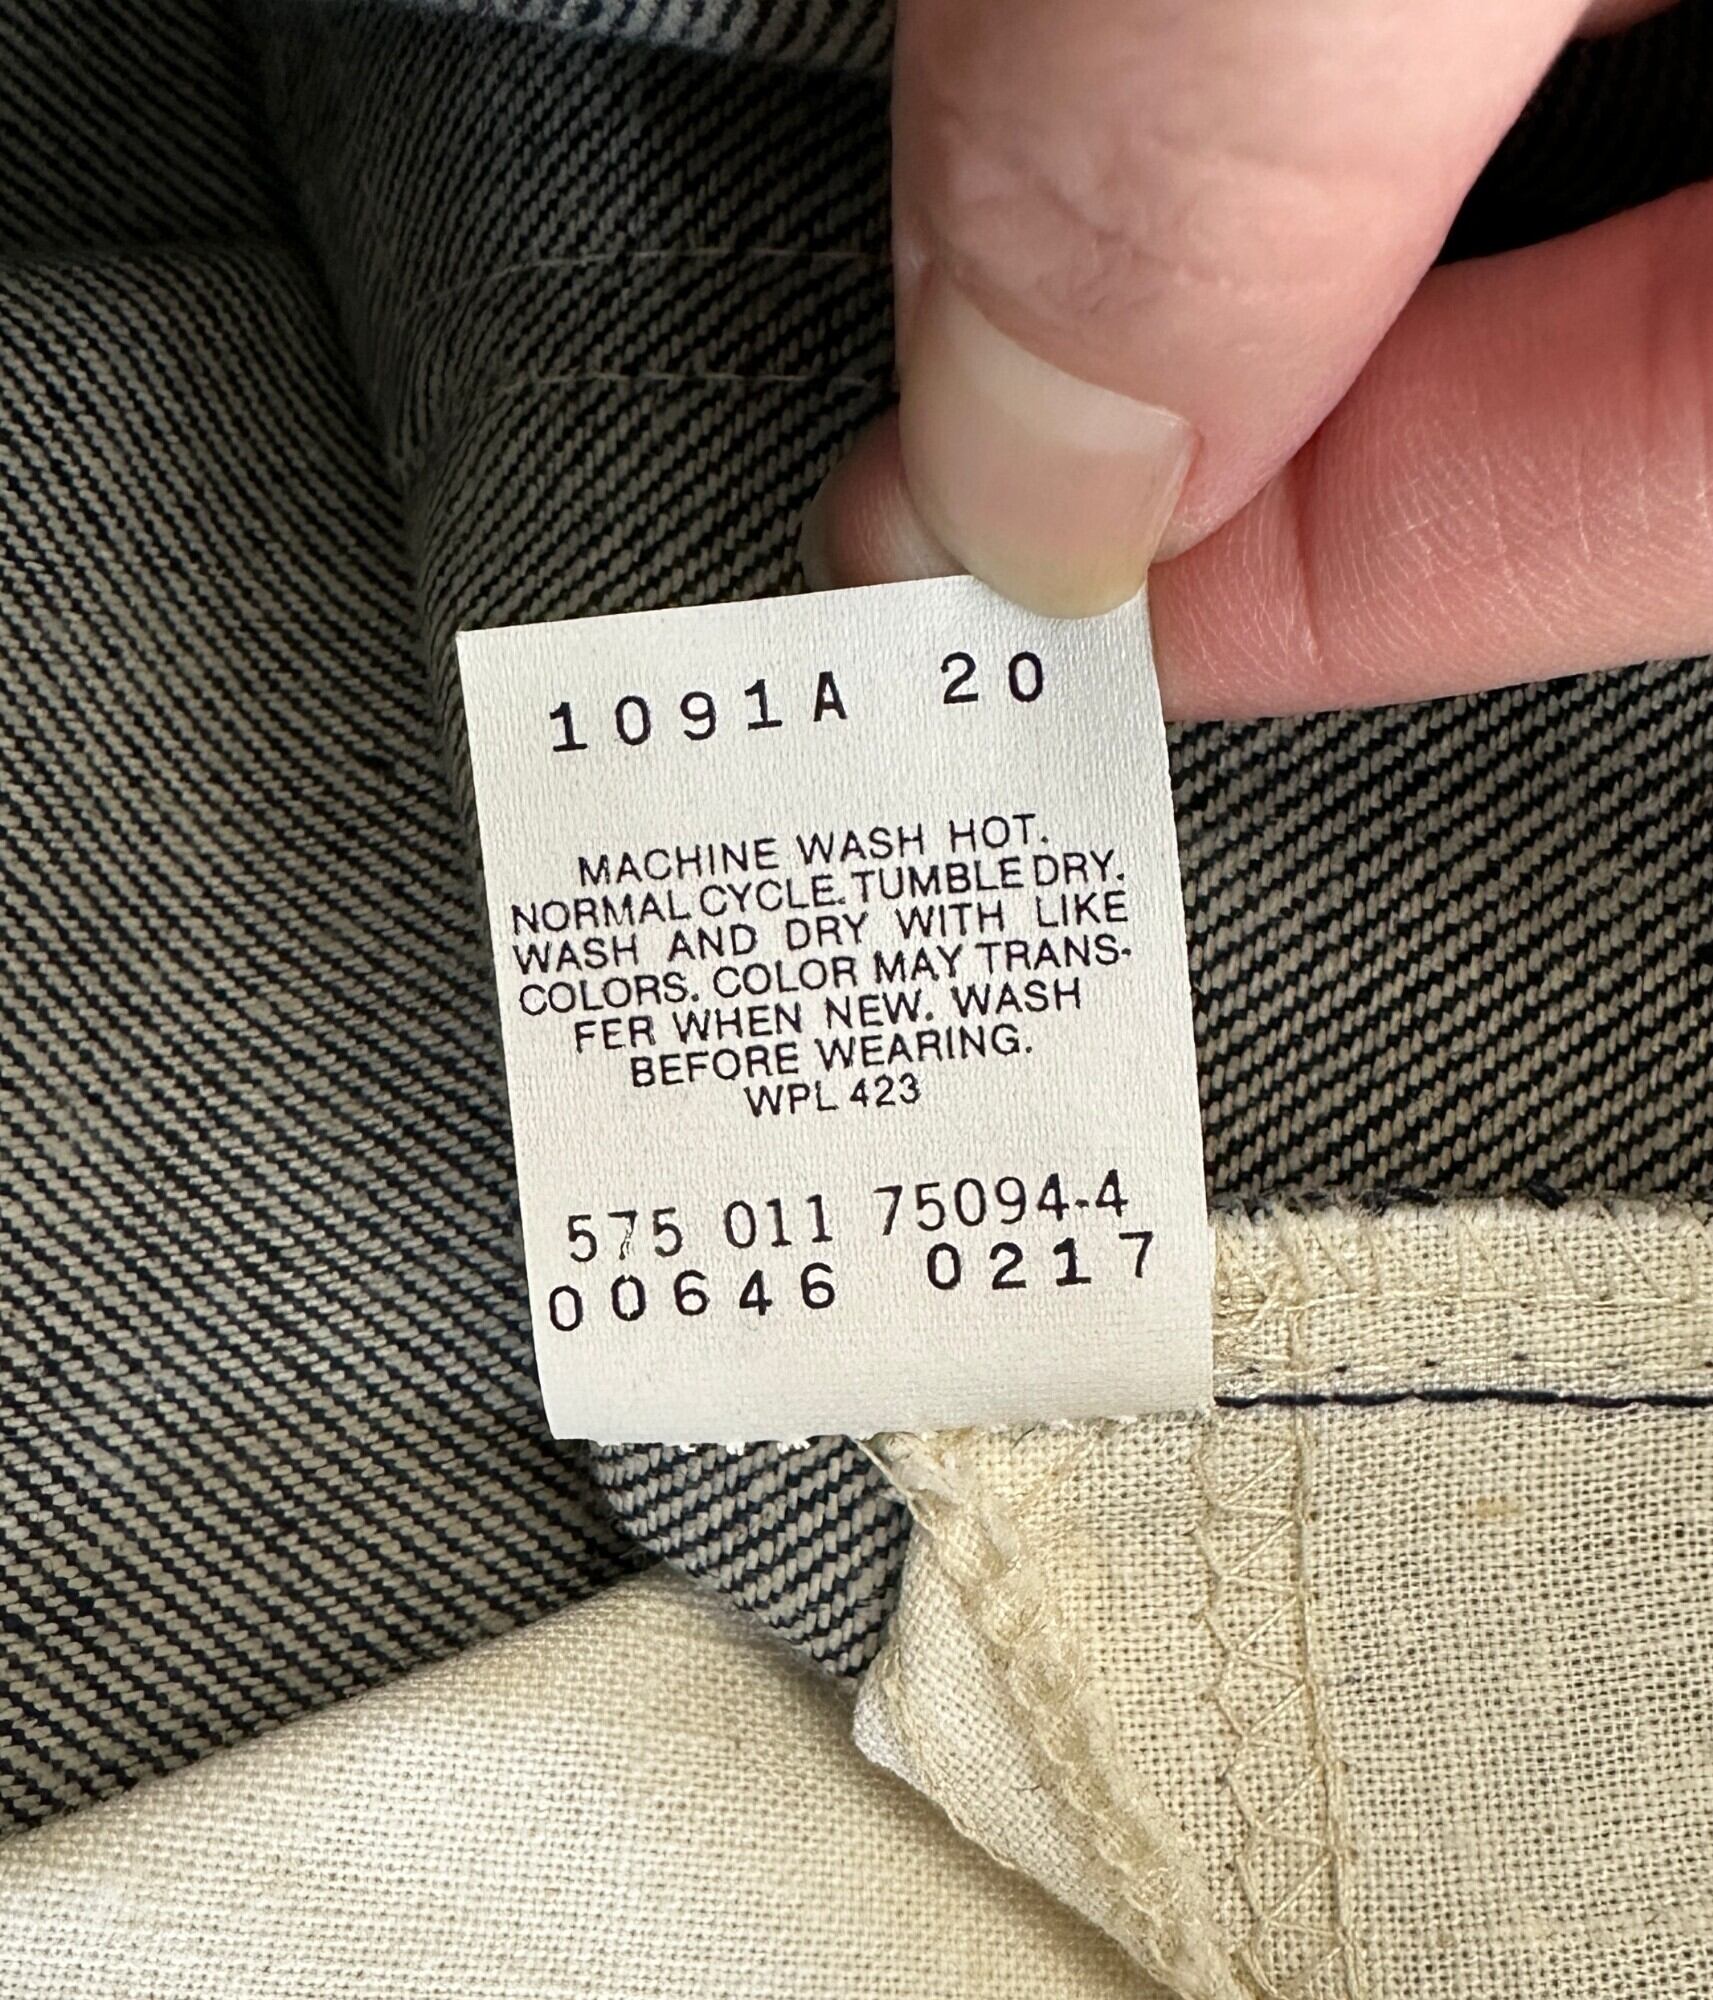 1091A 20
MACHINE WASH HOT.
NORMAL CYCLE. TUMBLE DRY.
WASH AND DRY WITH LIKE
COLORS. COLOR MAY TRANS-
FER WHEN NEW. WASH
BEFORE WEARING.
WPL 423
575 011 75094-4
00646 0217